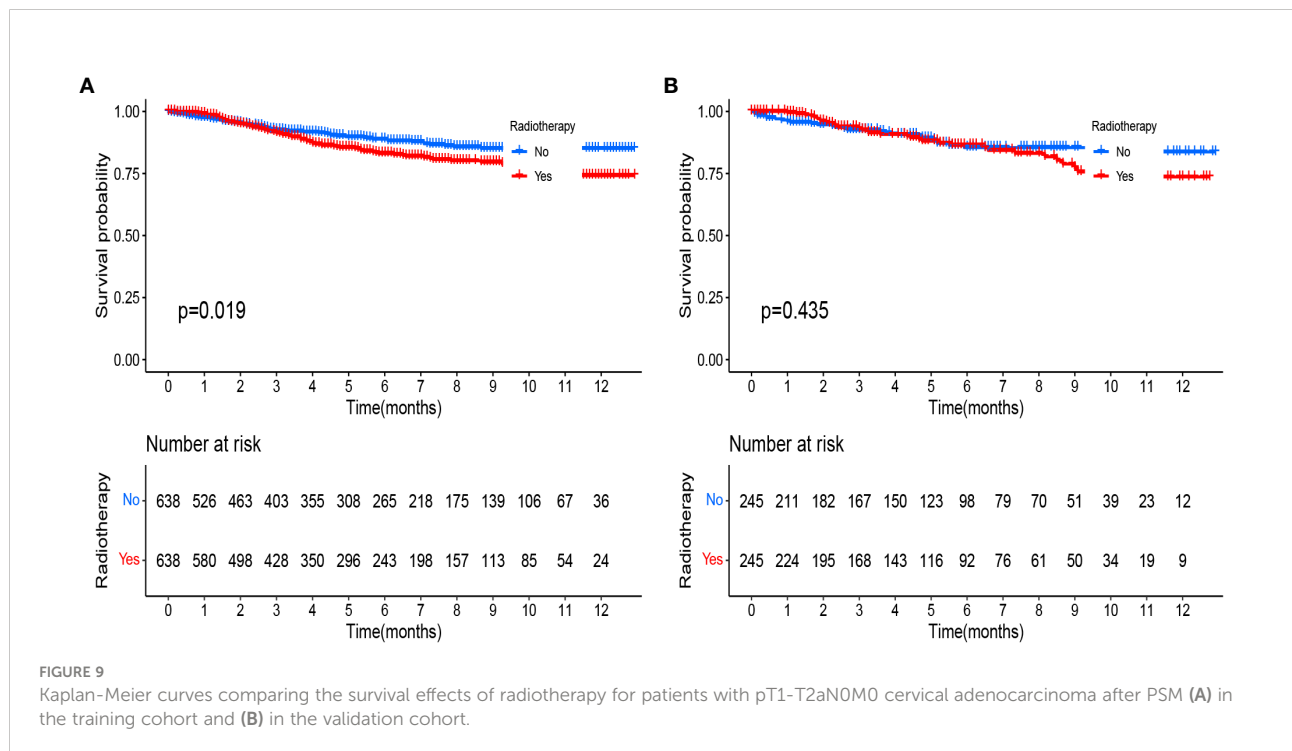 A
Survival probability
1.00
0.75
0.50
0.25
0.00
Radiotherapy
No
Yes
p=0.019
0 1 2 3 4 5 6 7 8 9 10 11 12
Time(months)
Number at risk
Radiotherapy
No 638 526 463 403 355 308 265 218 175 139 106 67 36
Yes 638 580 498 428 350 296 243 198 157 113 85 54 24
0 1 2 3 4 5 6 7 8 9 10 11 12
Time(months)
B
Survival probability
1.00
0.75
0.50
0.25
0.00
Radiotherapy
No
Yes
p=0.435
0 1 2 3 4 5 6 7 8 9 10 11 12
Time(months)
Number at risk
Radiotherapy
No 245 211 182 167 150 123 98 79 70 51 39 23 12
Yes 245 224 195 168 143 116 92 76 61 50 34 19 9
0 1 2 3 4 5 6 7 8 9 10 11 12
Time(months)
FIGURE 9
Kaplan-Meier curves comparing the survival effects of radiotherapy for patients with pT1-T2aN0M0 cervical adenocarcinoma after PSM (A) in
the training cohort and (B) in the validation cohort.